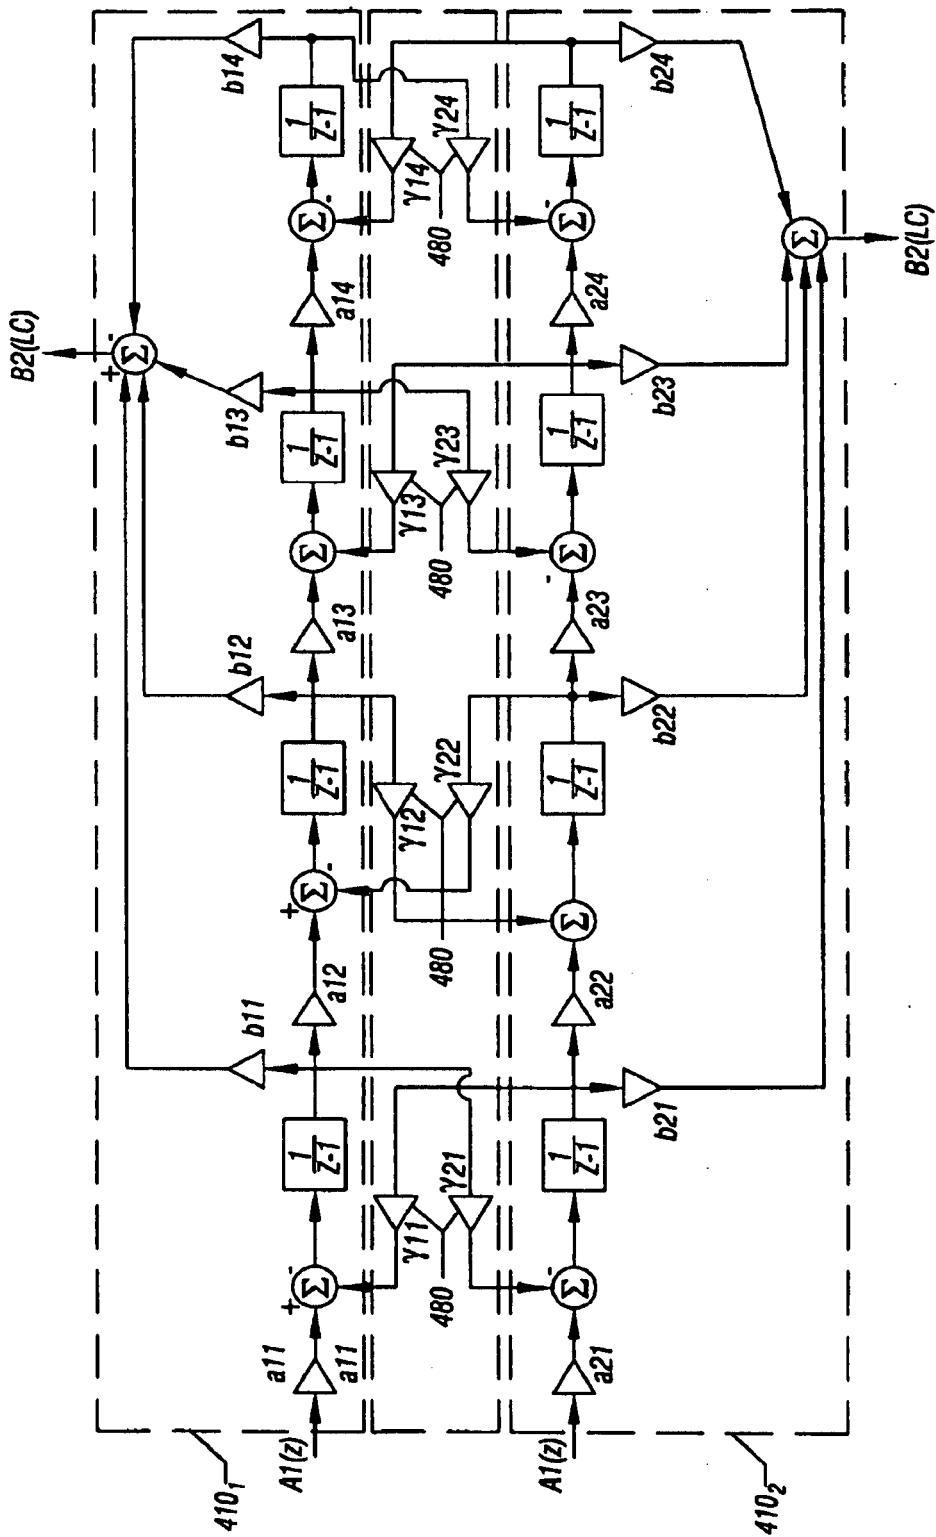 B2(LC)
+ Σ -
410₁
b11
b12
b13
b14
A1(z)
a11
a11
+ Σ -
1/Z-1
a12
+ Σ -
1/Z-1
a13
Σ
1/Z-1
a14
Σ -
1/Z-1
γ11
γ21
480
γ12
γ22
480
γ13
γ23
480
γ14
γ24
480
A1(z)
a21
Σ -
1/Z-1
a22
Σ
1/Z-1
a23
- Σ
1/Z-1
a24
- Σ
1/Z-1
b21
b22
b23
b24
410₂
Σ
B2(LC)